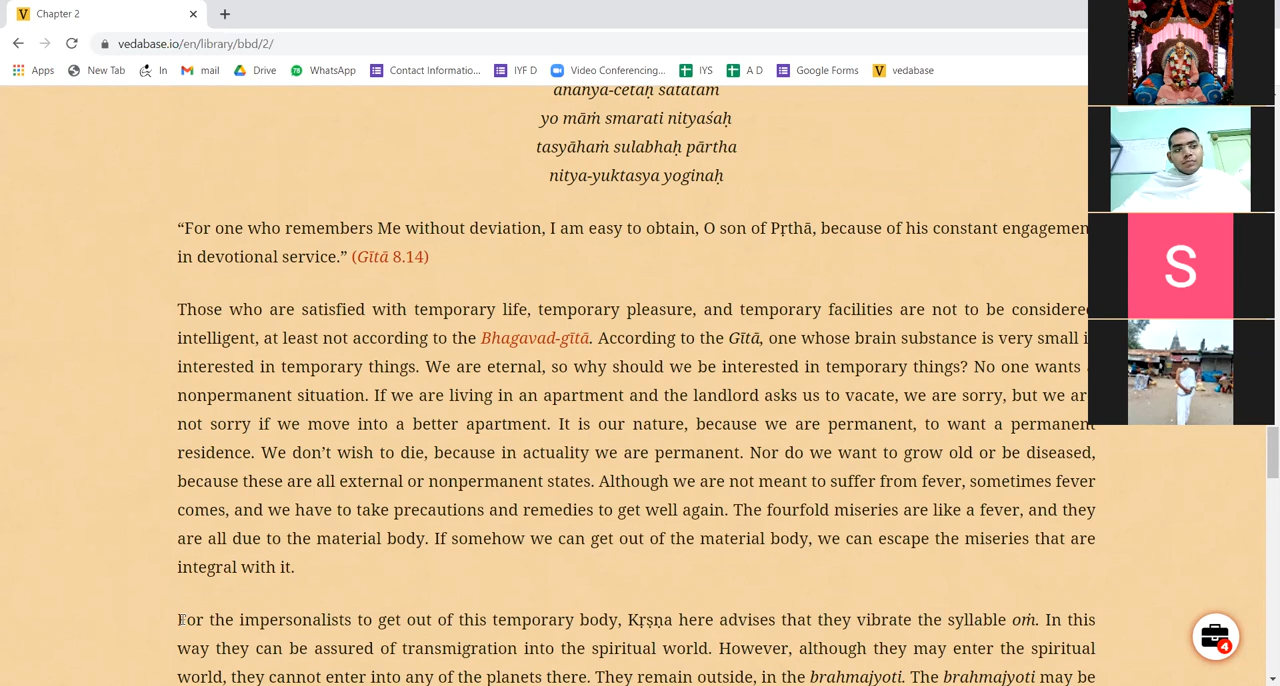 Chapter 2
vedabase.io/en/library/bbd/2/
Apps New Tab In mail Drive WhatsApp Contact Informatio... IYF D Video Conferencing... IYS A D Google Forms vedabase
ananya-cetāḥ satataṁ
yo māṁ smarati nityaśaḥ
tasyāhaṁ sulabhaḥ pārtha
nitya-yuktasya yoginaḥ
“For one who remembers Me without deviation, I am easy to obtain, O son of Pṛthā, because of his constant engagemen
in devotional service.” (Gītā 8.14)
Those who are satisfied with temporary life, temporary pleasure, and temporary facilities are not to be considere
intelligent, at least not according to the Bhagavad-gītā. According to the Gītā, one whose brain substance is very small i
interested in temporary things. We are eternal, so why should we be interested in temporary things? No one wants
nonpermanent situation. If we are living in an apartment and the landlord asks us to vacate, we are sorry, but we ar
not sorry if we move into a better apartment. It is our nature, because we are permanent, to want a permanent
residence. We don’t wish to die, because in actuality we are permanent. Nor do we want to grow old or be diseased,
because these are all external or nonpermanent states. Although we are not meant to suffer from fever, sometimes fever
comes, and we have to take precautions and remedies to get well again. The fourfold miseries are like a fever, and they
are all due to the material body. If somehow we can get out of the material body, we can escape the miseries that are
integral with it.
For the impersonalists to get out of this temporary body, Kṛṣṇa here advises that they vibrate the syllable oṁ. In this
way they can be assured of transmigration into the spiritual world. However, although they may enter the spiritual
world, they cannot enter into any of the planets there. They remain outside, in the brahmajyoti. The brahmajyoti may be
S
4